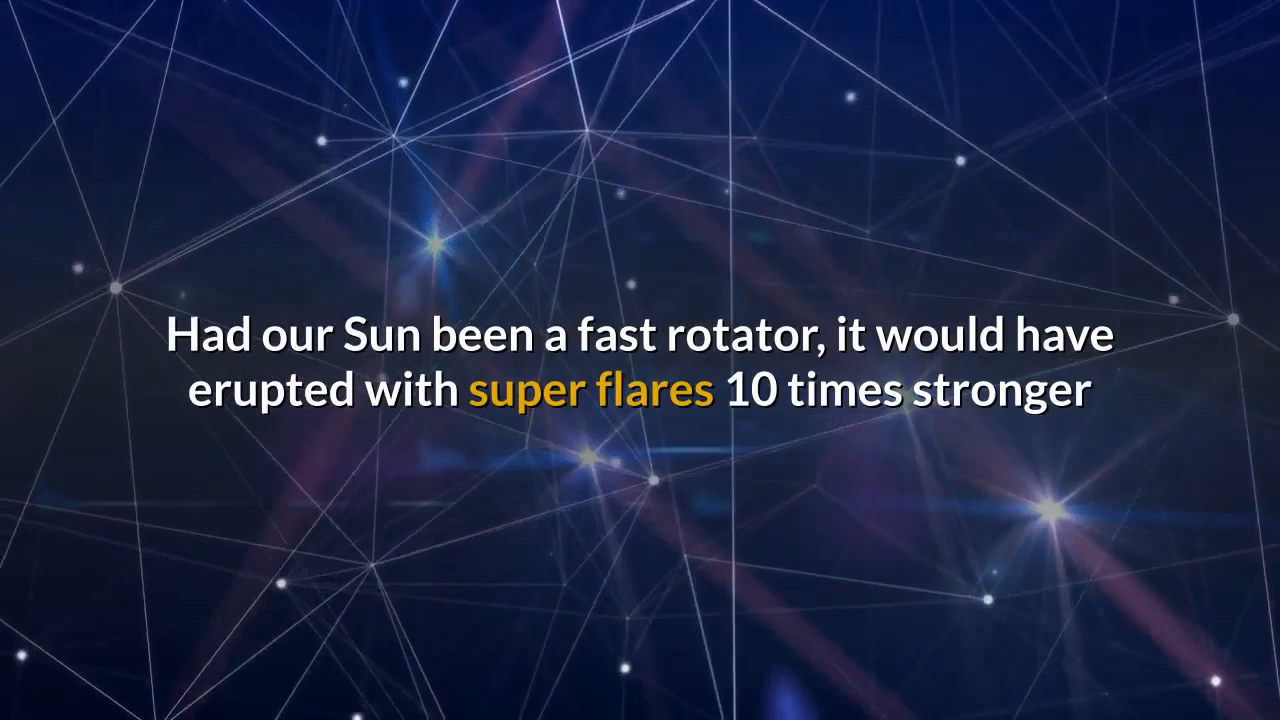 Had our Sun been a fast rotator, it would have
erupted with super flares 10 times stronger